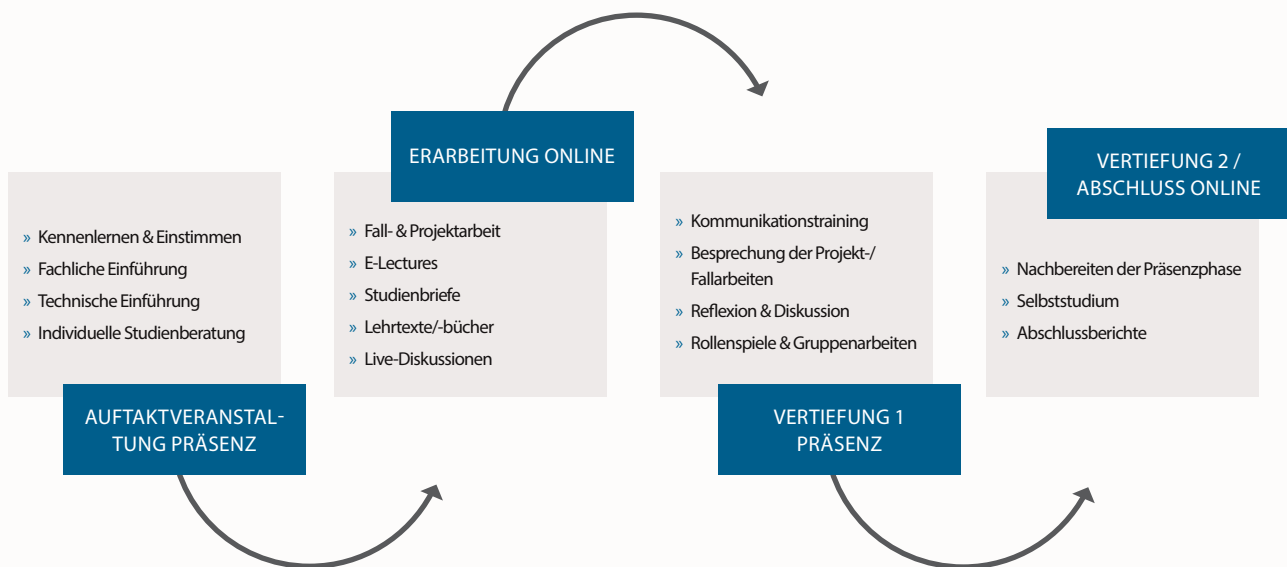 » Kennenlernen & Einstimmen
» Fachliche Einführung
» Technische Einführung
» Individuelle Studienberatung
AUFTAKTVERANSTAL-
TUNG PRÄSENZ
ERARBEITUNG ONLINE
» Fall- & Projektarbeit
» E-Lectures
» Studienbriefe
» Lehrtexte/-bücher
» Live-Diskussionen
» Kommunikationstraining
» Besprechung der Projekt-/
Fallarbeiten
» Reflexion & Diskussion
» Rollenspiele & Gruppenarbeiten
VERTIEFUNG 1
PRÄSENZ
VERTIEFUNG 2 /
ABSCHLUSS ONLINE
» Nachbereiten der Präsenzphase
» Selbststudium
» Abschlussberichte